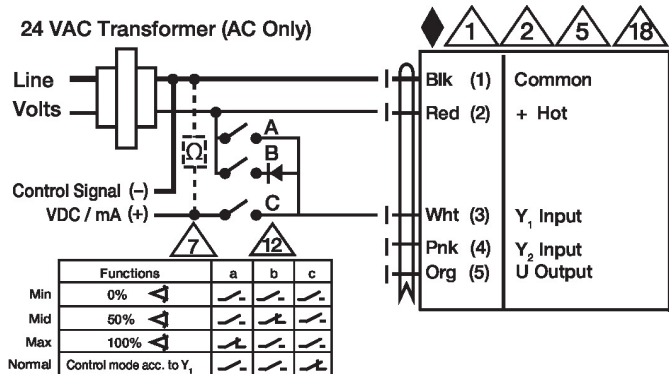 24 VAC Transformer (AC Only)
1 2 5 18
Line
Volts
Blk (1) Common
Red (2) + Hot
A
B
Ω
C
Control Signal (–)
VDC / mA (+)
Wht (3) Y₁ Input
Pnk (4) Y₂ Input
Org (5) U Output
7 12
Functions a b c
Min 0%
Mid 50%
Max 100%
Normal Control mode acc. to Y₁